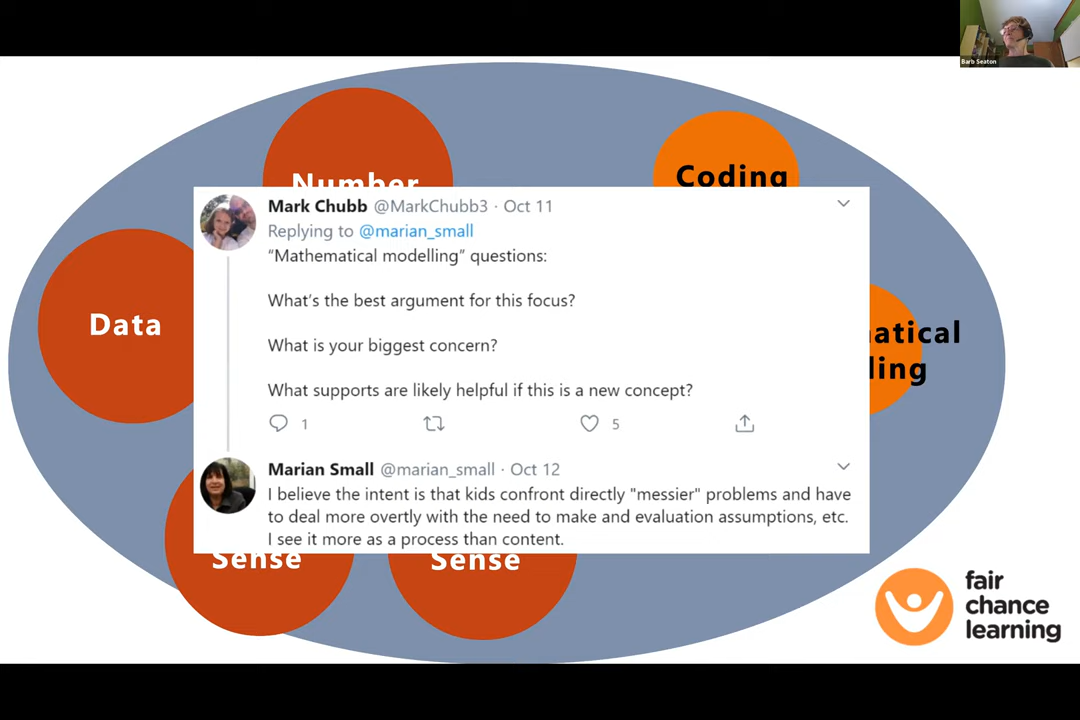 Barb Seaton
Number
Coding
Mark Chubb @MarkChubb3 · Oct 11
Replying to @marian_small
“Mathematical modelling” questions:
What’s the best argument for this focus?
What is your biggest concern?
What supports are likely helpful if this is a new concept?
1
5
Data
atical
ling
Marian Small @marian_small · Oct 12
I believe the intent is that kids confront directly "messier" problems and have
to deal more overtly with the need to make and evaluation assumptions, etc.
I see it more as a process than content.
Sense
Sense
fair
chance
learning